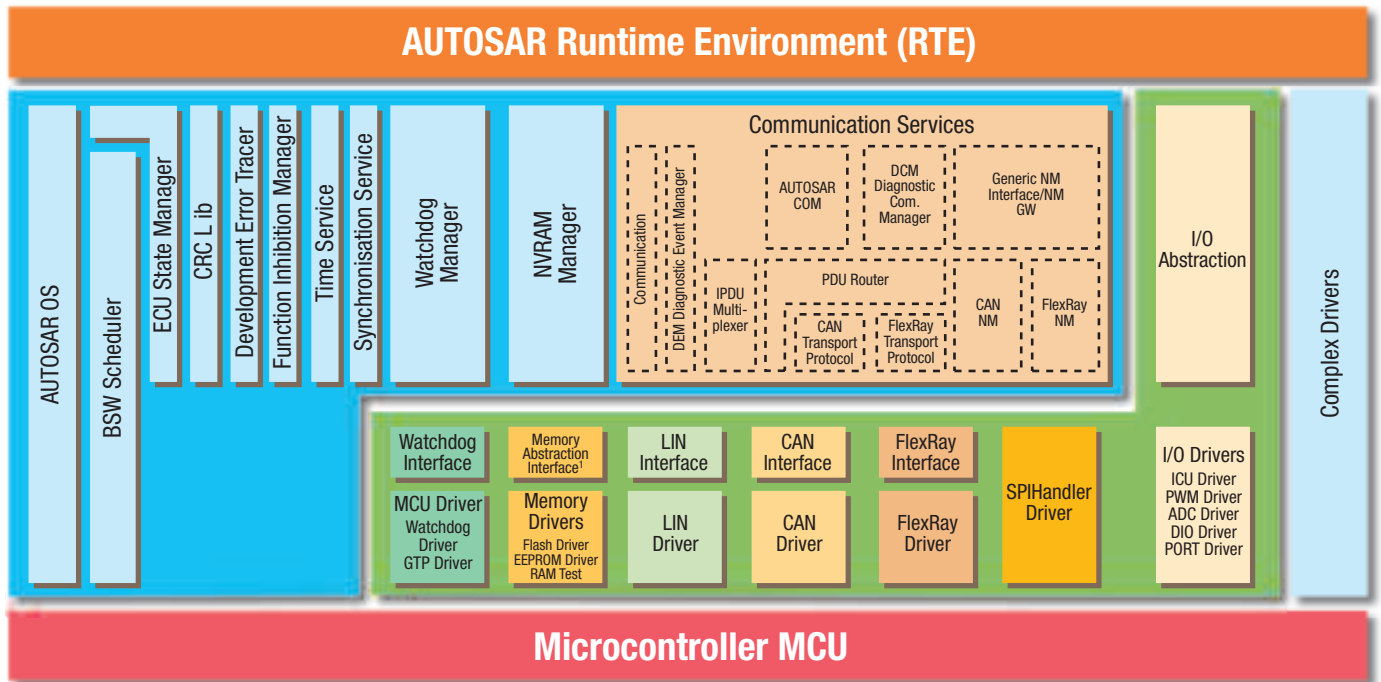 AUTOSAR Runtime Environment (RTE)
AUTOSAR OS
BSW Scheduler
ECU State Manager
CRC L ib
Development Error Tracer
Function Inhibition Manager
Time Service
Synchronisation Service
Watchdog
Manager
NVRAM
Manager
Communication Services
Communication
DEM Diagnostic Event Manager
IPDU
Multi-
plexer
AUTOSAR
COM
DCM
Diagnostic
Com.
Manager
Generic NM
Interface/NM
GW
PDU Router
CAN
Transport
Protocol
FlexRay
Transport
Protocol
CAN
NM
FlexRay
NM
I/O
Abstraction
Complex Drivers
Watchdog
Interface
Memory
Abstraction
Interface¹
LIN
Interface
CAN
Interface
FlexRay
Interface
SPIHandler
Driver
I/O Drivers
ICU Driver
PWM Driver
ADC Driver
DIO Driver
PORT Driver
MCU Driver
Watchdog
Driver
GTP Driver
Memory
Drivers
Flash Driver
EEPROM Driver
RAM Test
LIN
Driver
CAN
Driver
FlexRay
Driver
Microcontroller MCU